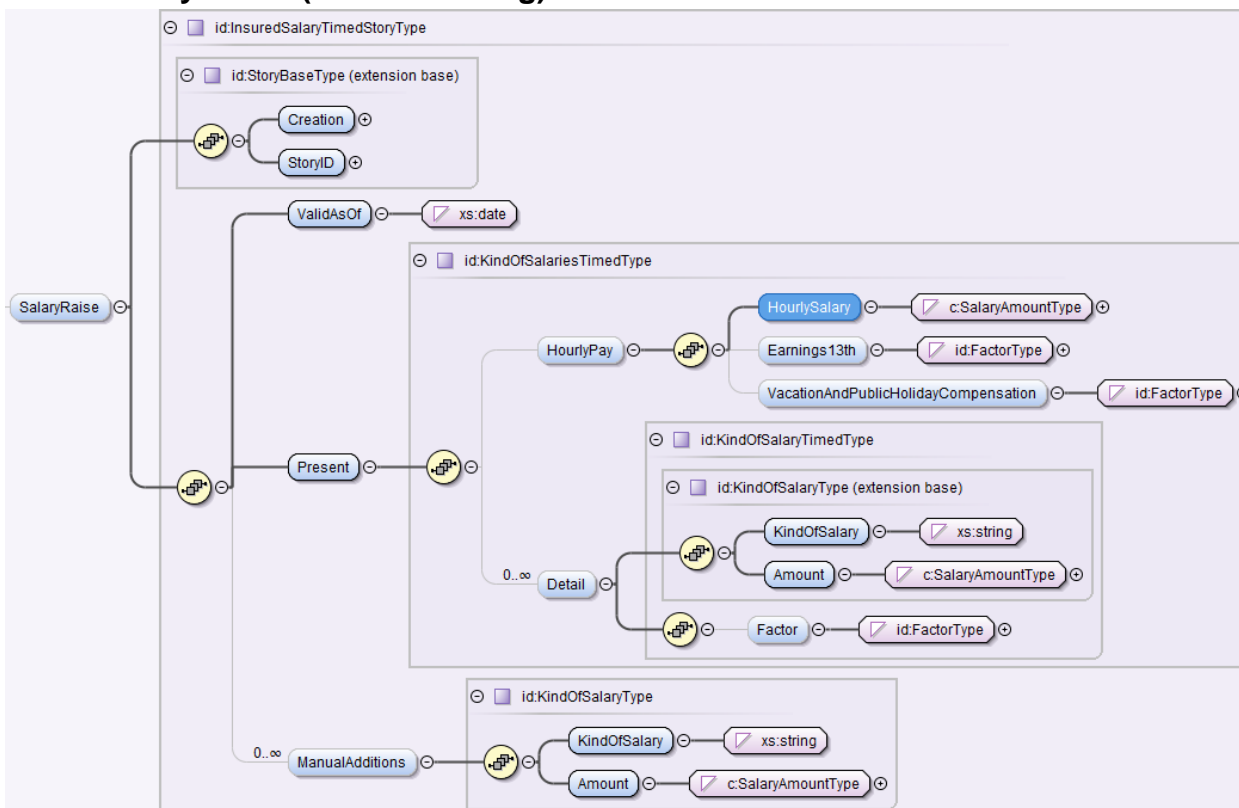 id:InsuredSalaryTimedStoryType
id:StoryBaseType (extension base)
Creation
StoryID
ValidAsOf xs:date
id:KindOfSalariesTimedType
SalaryRaise
HourlySalary c:SalaryAmountType
HourlyPay Earnings13th id:FactorType
VacationAndPublicHolidayCompensation id:FactorType
id:KindOfSalaryTimedType
Present
id:KindOfSalaryType (extension base)
KindOfSalary xs:string
0..∞ Detail Amount c:SalaryAmountType
Factor id:FactorType
id:KindOfSalaryType
KindOfSalary xs:string
0..∞ ManualAdditions
Amount c:SalaryAmountType